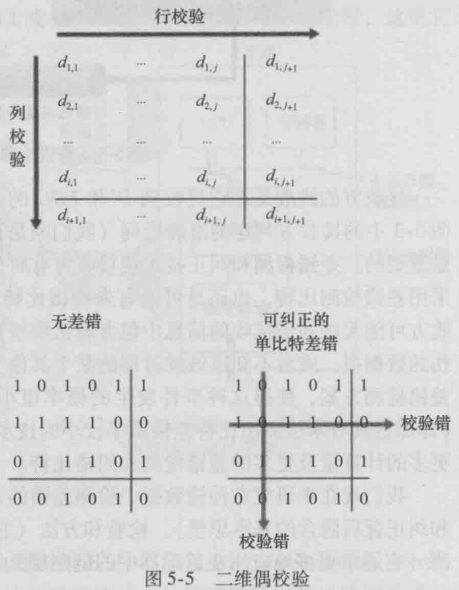 行校验
列校验
d1,1 … d1,j d1,j+1
d2,1 … d2,j d2,j+1
… … … …
di,1 … di,j di,j+1
di+1,1 … di+1,j di+1,j+1
无差错
1 0 1 0 1 1
1 1 1 1 0 0
0 1 1 1 0 1
0 0 1 0 1 0
可纠正的
单比特差错
1 0 1 0 1 1
1 0 1 1 0 0
校验错
0 1 1 1 0 1
0 0 1 0 1 0
校验错
图 5-5 二维偶校验